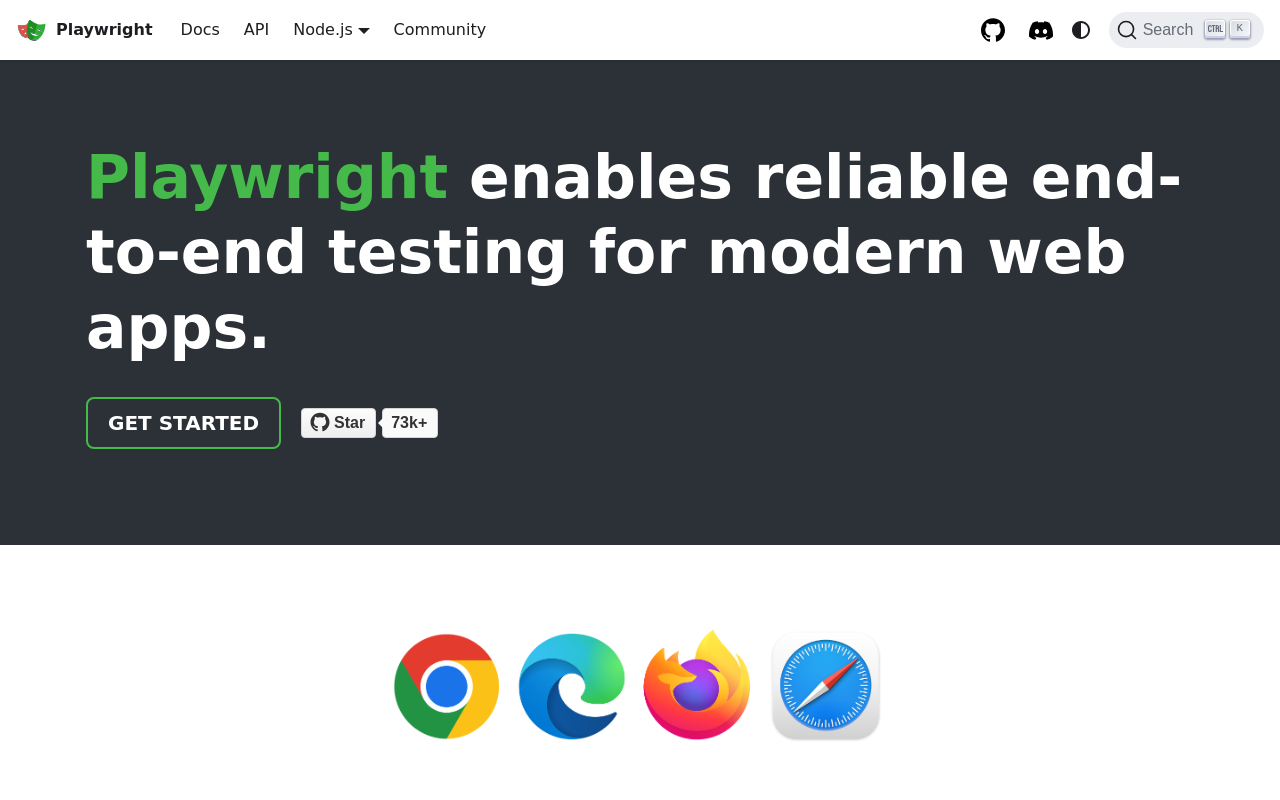 Playwright Docs API Node.js Community Search CTRL K
Playwright enables reliable end-
to-end testing for modern web
apps.
GET STARTED Star 73k+